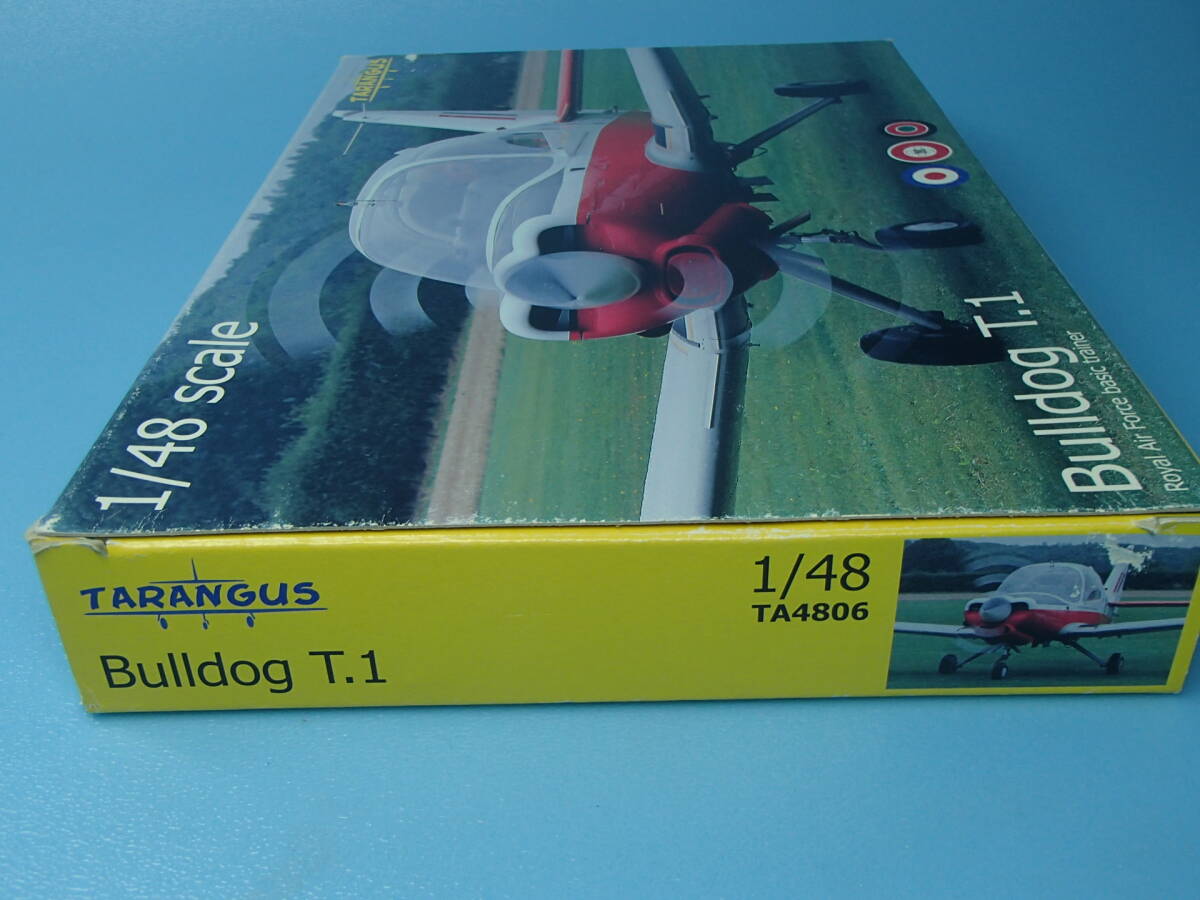 TARANGUS
1/48 scale
Bulldog T.1
Royal Air Force basic trainer
TARANGUS
Bulldog T.1
1/48
TA4806